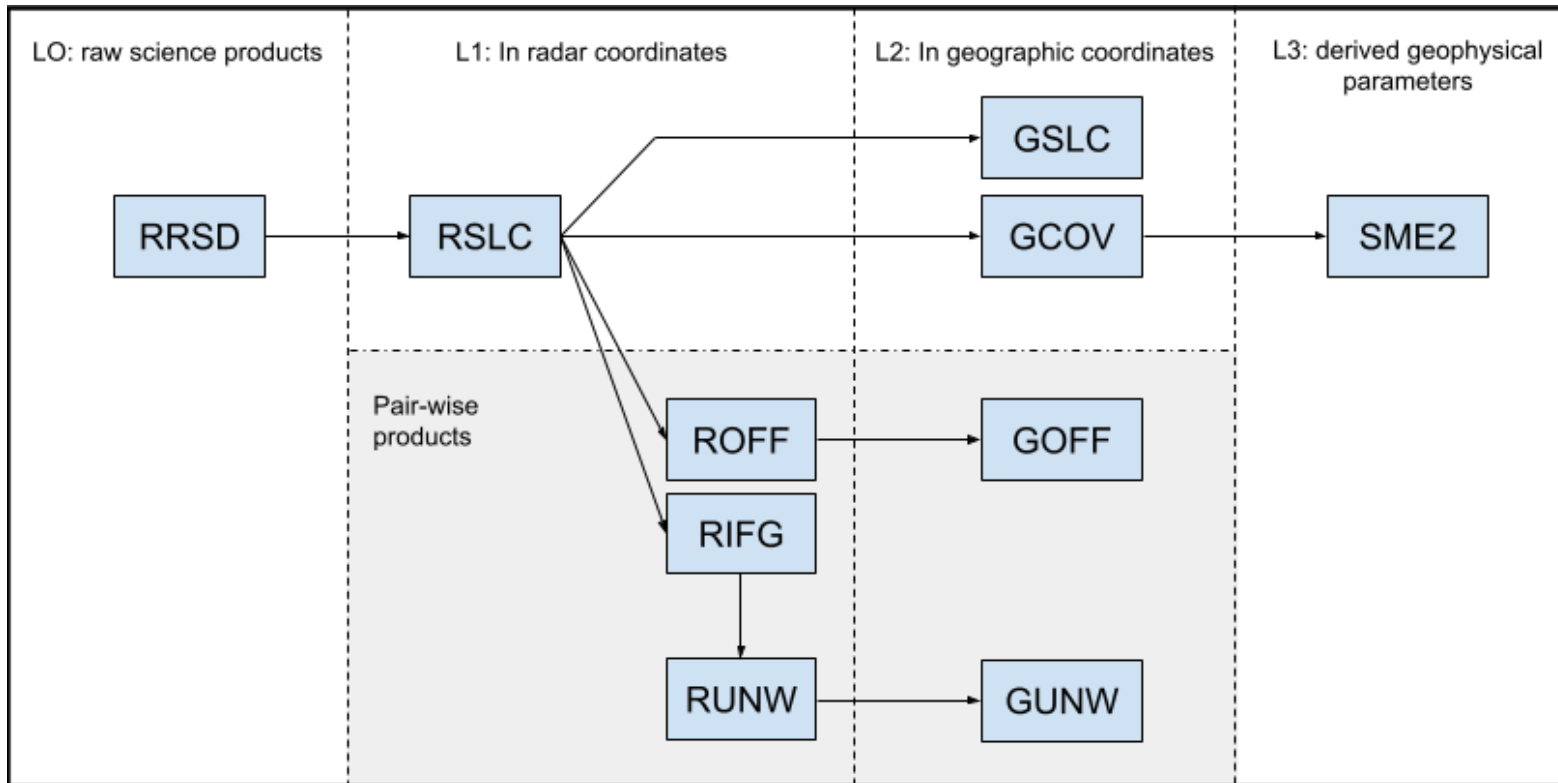 LO: raw science products
L1: In radar coordinates
L2: In geographic coordinates
L3: derived geophysical
parameters
GSLC
RRSD
RSLC
GCOV
SME2
Pair-wise
products
ROFF
GOFF
RIFG
RUNW
GUNW